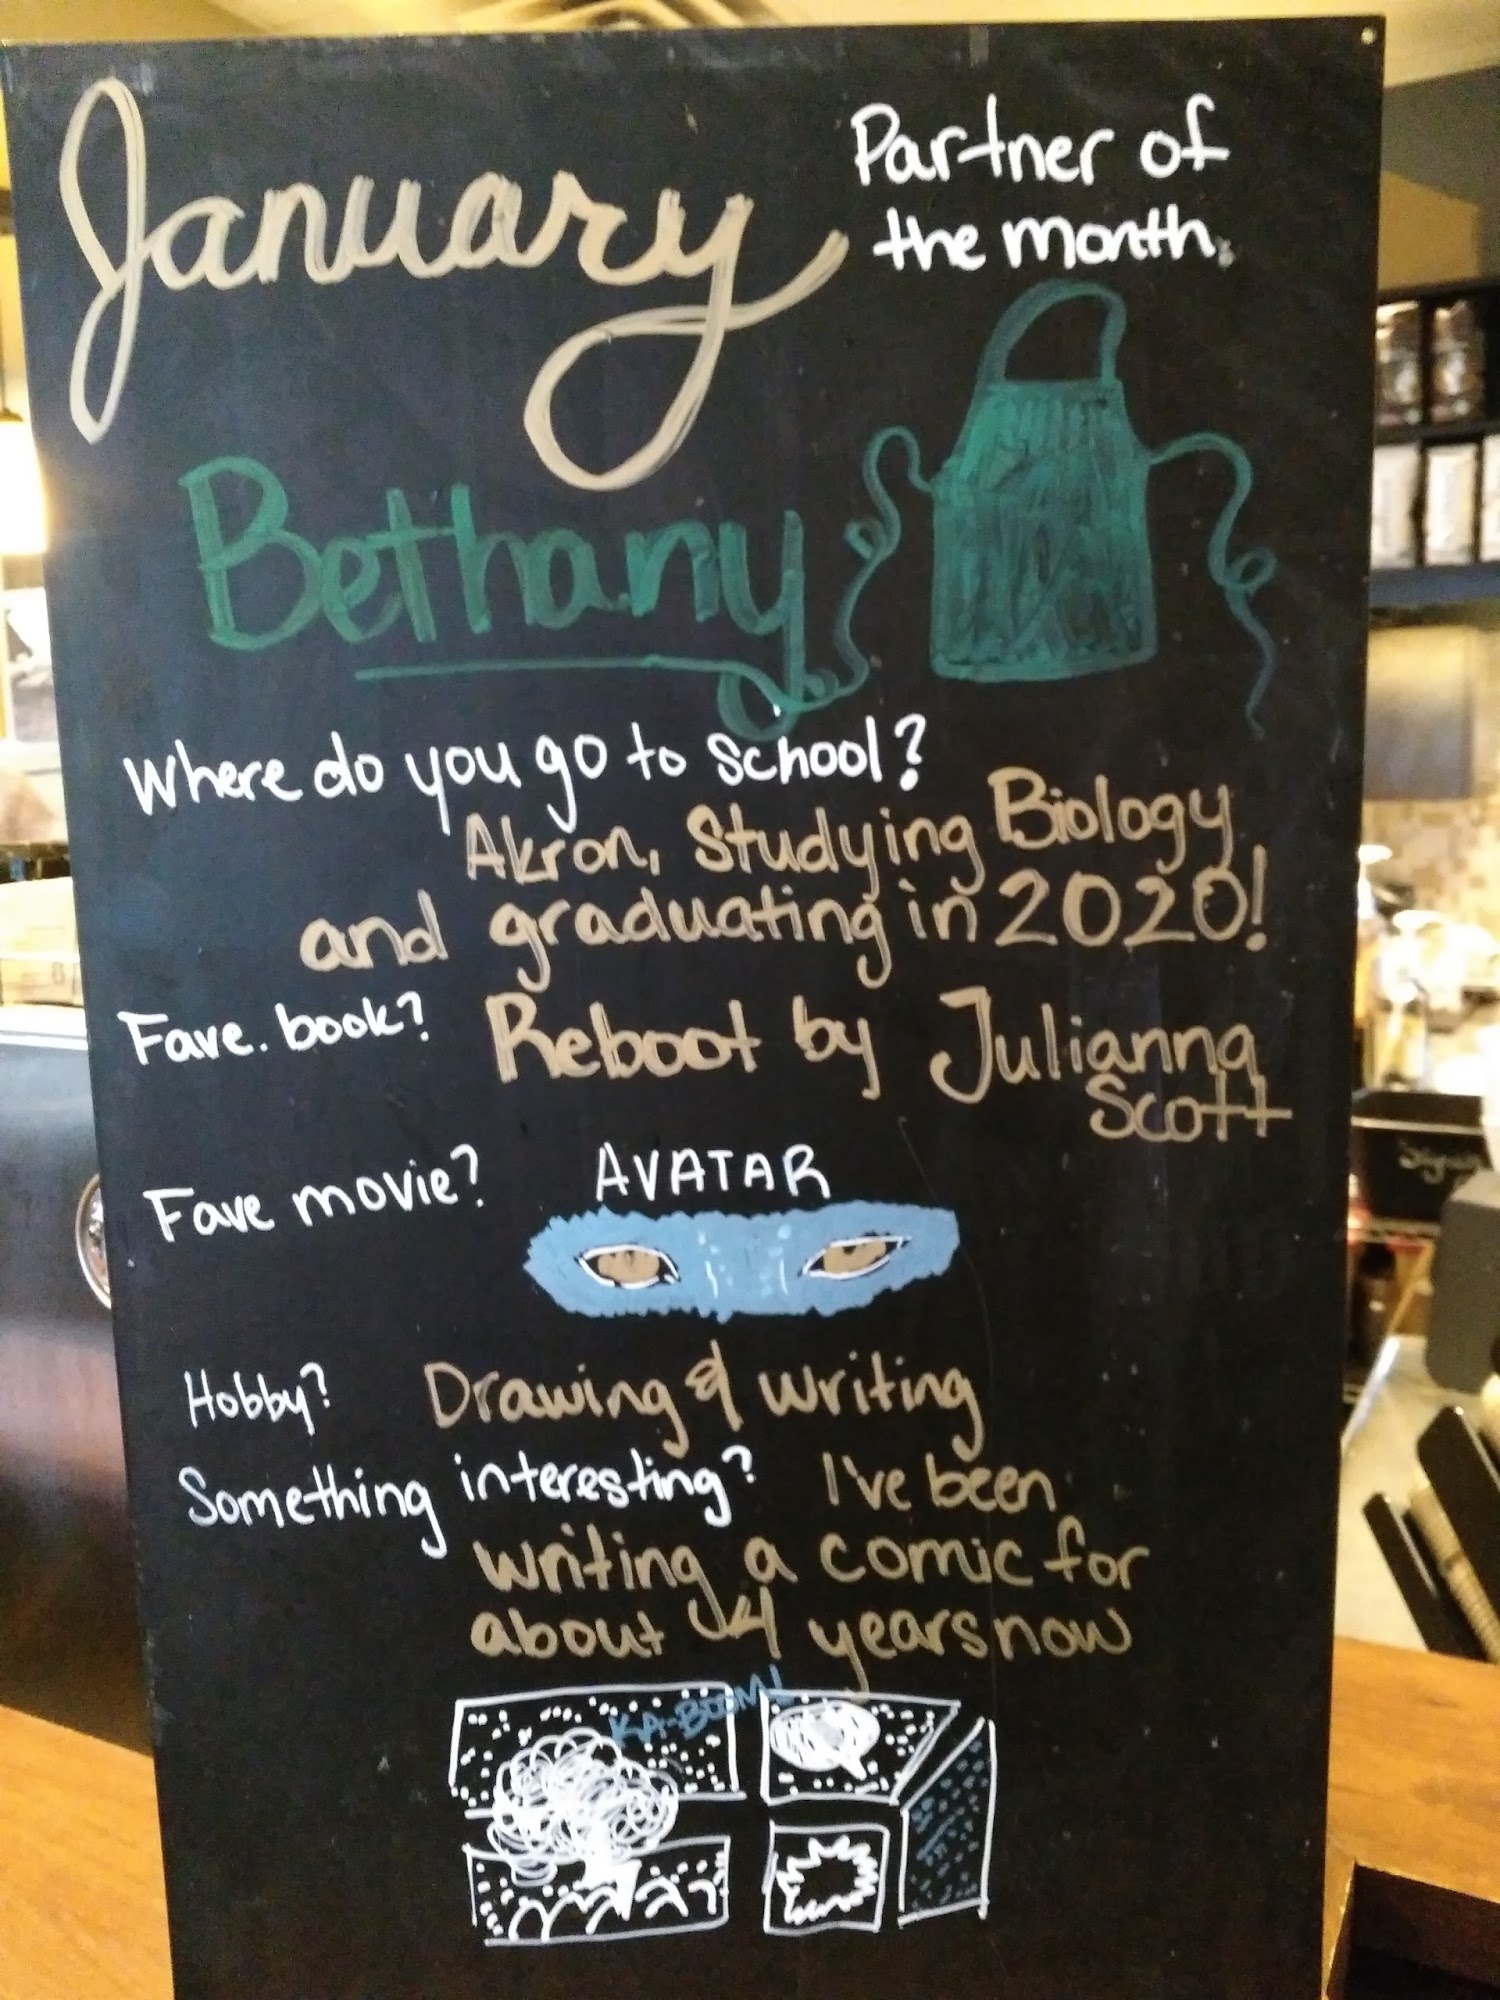 January
Partner of
the month.
Bethany
Where do you go to school?
Akron, Studying Biology
and graduating in 2020!
Fave. book? Reboot by Julianna
Scott
Fave movie? AVATAR
Hobby? Drawing & writing
Something interesting? I've been
writing a comic for
about 4 years now
KA-BOOM!